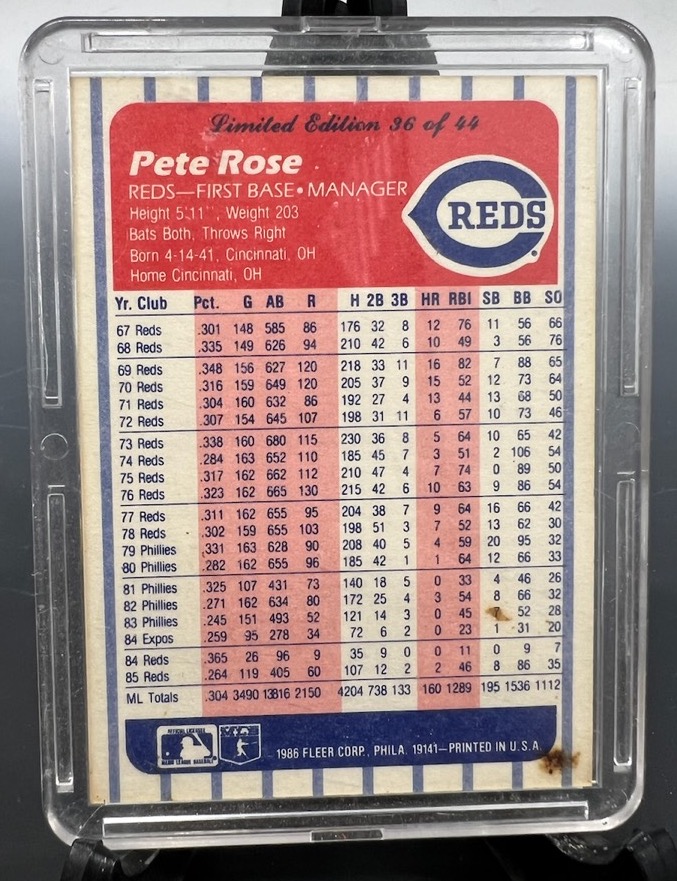 Limited Edition 36 of 44
Pete Rose
REDS—FIRST BASE•MANAGER
Height 5'11", Weight 203
Bats Both, Throws Right
Born 4-14-41, Cincinnati, OH
Home Cincinnati, OH
REDS
Yr. Club Pct. G AB R H 2B 3B HR RBI SB BB SO
67 Reds .301 148 585 86 176 32 8 12 76 11 56 66
68 Reds .335 149 626 94 210 42 6 10 49 3 56 76
69 Reds .348 156 627 120 218 33 11 16 82 7 88 65
70 Reds .316 159 649 120 205 37 9 15 52 12 73 64
71 Reds .304 160 632 86 192 27 4 13 44 13 68 50
72 Reds .307 154 645 107 198 31 11 6 57 10 73 46
73 Reds .338 160 680 115 230 36 8 5 64 10 65 42
74 Reds .284 163 652 110 185 45 7 3 51 2 106 54
75 Reds .317 162 662 112 210 47 4 7 74 0 89 50
76 Reds .323 162 665 130 215 42 6 10 63 9 86 54
77 Reds .311 162 655 95 204 38 7 9 64 16 66 42
78 Reds .302 159 655 103 198 51 3 7 52 13 62 30
79 Phillies .331 163 628 90 208 40 5 4 59 20 95 32
80 Phillies .282 162 655 96 185 42 1 1 64 12 66 33
81 Phillies .325 107 431 73 140 18 5 0 33 4 46 26
82 Phillies .271 162 634 80 172 25 4 3 54 8 66 32
83 Phillies .245 151 493 52 121 14 3 0 45 7 52 28
84 Expos .259 95 278 34 72 6 2 0 23 1 31 20
84 Reds .365 26 96 9 35 9 0 0 11 0 9 7
85 Reds .264 119 405 60 107 12 2 2 46 8 86 35
ML Totals .304 3490 13816 2150 4204 738 133 160 1289 195 1536 1112
OFFICIAL LICENSEE
MAJOR LEAGUE BASEBALL
1986 FLEER CORP., PHILA. 19141—PRINTED IN U.S.A.